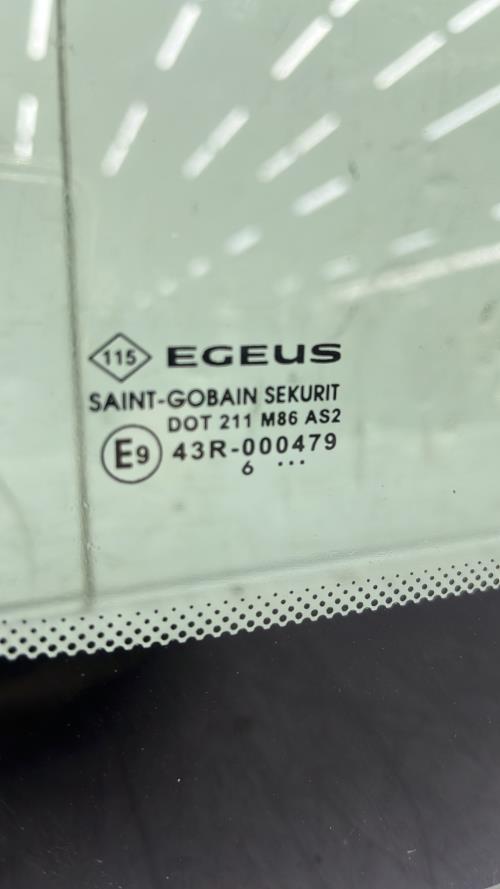 115 EGEUS
SAINT-GOBAIN SEKURIT
DOT 211 M86 AS2
E9 43R-000479
6 ...